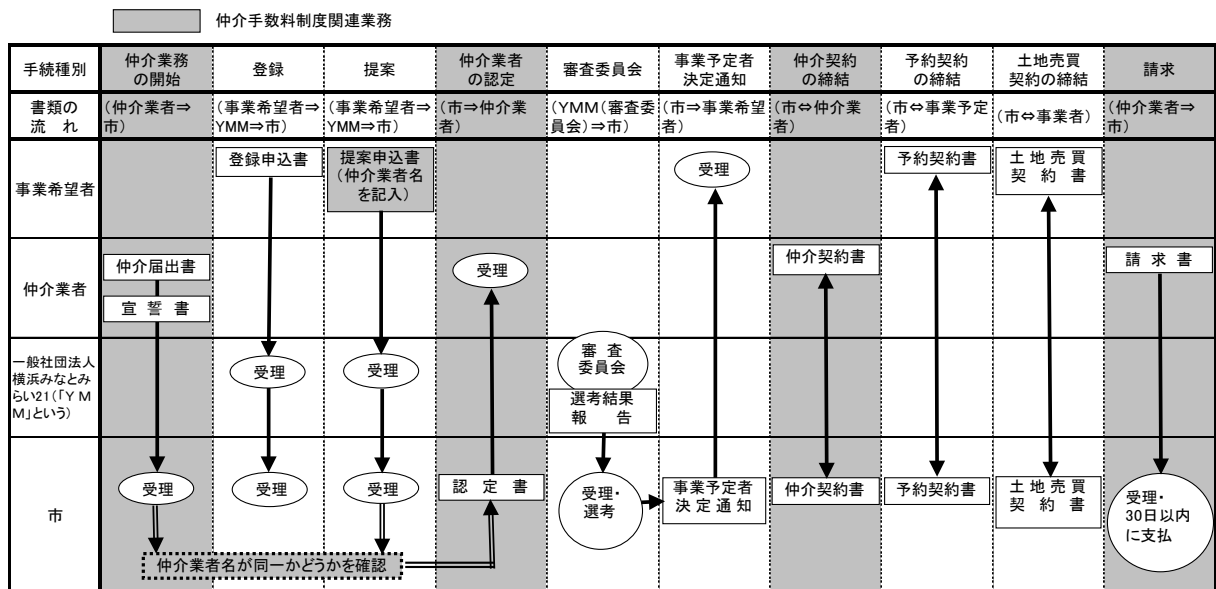 仲介手数料制度関連業務
手続種別
仲介業務
の開始
登録
提案
仲介業者
の認定
審査委員会
事業予定者
決定通知
仲介契約
の締結
予約契約
の締結
土地売買
契約の締結
請求
書類の
流　れ
(仲介業者⇒
市)
(事業希望者⇒
YMM⇒市)
(事業希望者⇒
YMM⇒市)
(市⇒仲介業
者)
(YMM(審査委
員会)⇒市)
(市⇒事業希望
者)
(市⇔仲介業
者)
(市⇔事業予定
者)
(市⇔事業者)
(仲介業者⇒
市)
事業希望者
登録申込書
提案申込書
(仲介業者名
を記入)
受理
予約契約書
土 地 売 買
契 約 書
仲介業者
仲介届出書
宣 誓 書
受理
仲介契約書
請 求 書
一般社団法人
横浜みなとみ
らい21(「Y M
M」という)
受理
受理
審 査
委員会
選考結果
報　告
市
受理
受理
受理
認 定 書
受理・
選考
事業予定者
決 定 通 知
仲介契約書
予約契約書
土 地 売 買
契 約 書
受理・
30日以内
に支払
仲介業者名が同一かどうかを確認